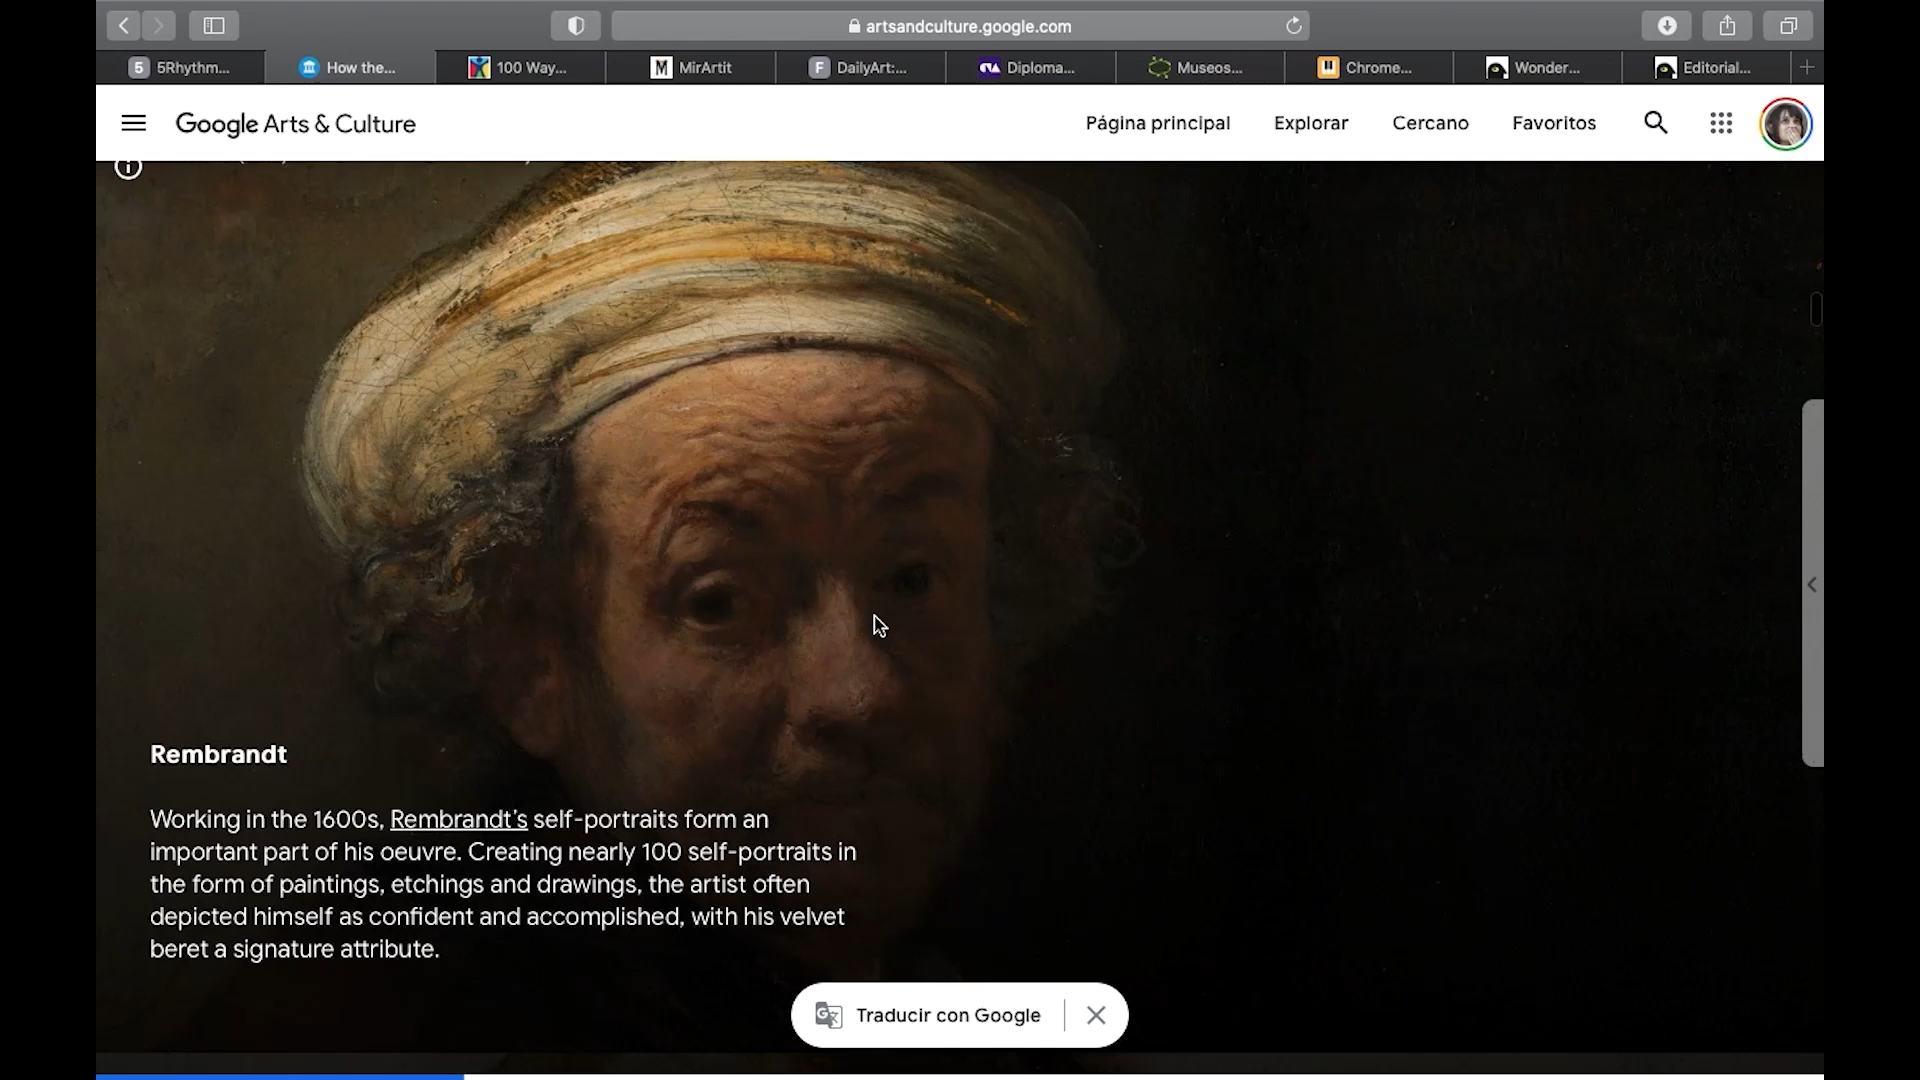 artsandculture.google.com
5 5Rhythm... How the... 100 Way... M MirArtit F DailyArt:... Diploma... Museos... Chrome... Wonder... Editorial...
Google Arts & Culture Página principal Explorar Cercano Favoritos
Rembrandt
Working in the 1600s, Rembrandt's self-portraits form an
important part of his oeuvre. Creating nearly 100 self-portraits in
the form of paintings, etchings and drawings, the artist often
depicted himself as confident and accomplished, with his velvet
beret a signature attribute.
Traducir con Google